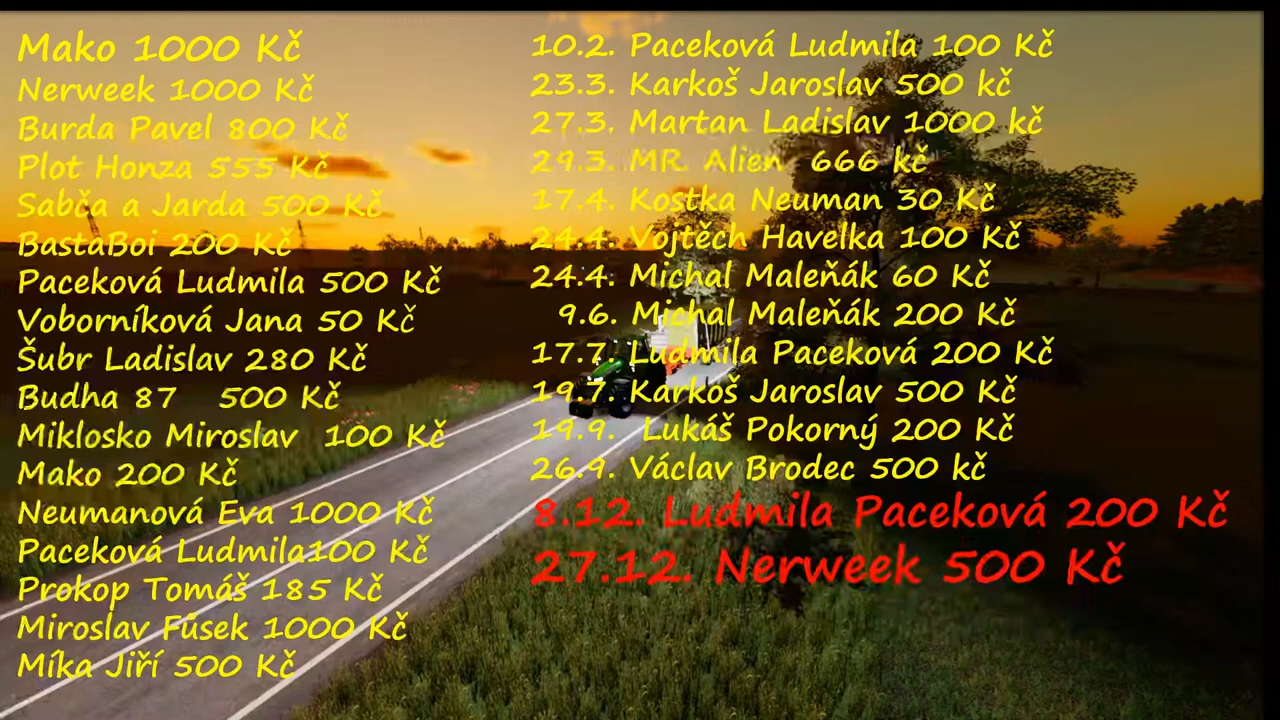 Mako 1000 Kč
Nerweek 1000 Kč
Burda Pavel 800 Kč
Plot Honza 555 Kč
Sabča a Jarda 500 Kč
BastaBoi 200 Kč
Paceková Ludmila 500 Kč
Voborníková Jana 50 Kč
Šubr Ladislav 280 Kč
Budha 87 500 Kč
Miklosko Miroslav 100 Kč
Mako 200 Kč
Neumanová Eva 1000 Kč
Paceková Ludmila100 Kč
Prokop Tomáš 185 Kč
Miroslav Fűsek 1000 Kč
Míka Jiří 500 Kč
10.2. Paceková Ludmila 100 Kč
23.3. Karkoš Jaroslav 500 kč
27.3. Martan Ladislav 1000 kč
29.3. MR. Alien 666 kč
17.4. Kostka Neuman 30 Kč
24.4. Vojtěch Havelka 100 Kč
24.4. Michal Maleňák 60 Kč
9.6. Michal Maleňák 200 Kč
17.7. Ludmila Paceková 200 Kč
19.7. Karkoš Jaroslav 500 Kč
19.9. Lukáš Pokorný 200 Kč
26.9. Václav Brodec 500 kč
8.12. Ludmila Paceková 200 Kč
27.12. Nerweek 500 Kč